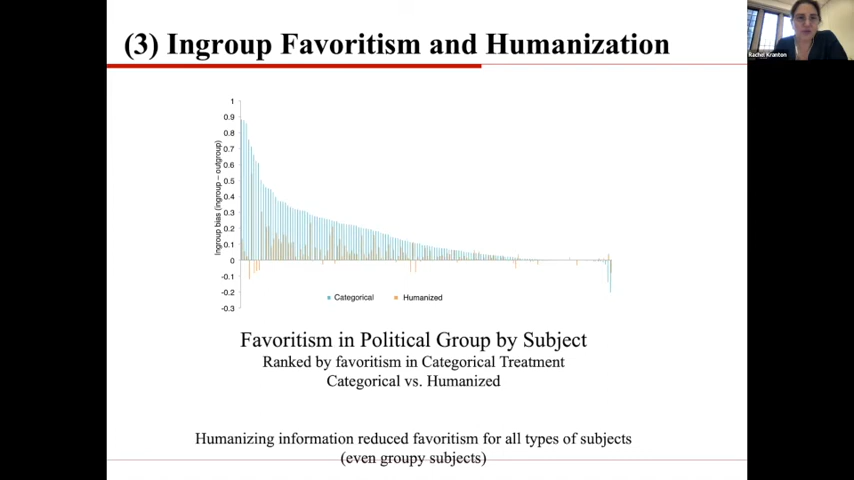 (3) Ingroup Favoritism and Humanization
Rachel Kranton
1
0.9
0.8
0.7
0.6
0.5
0.4
0.3
0.2
0.1
0
-0.1
-0.2
-0.3
Ingroup bias (ingroup – outgroup)
Categorical Humanized
Favoritism in Political Group by Subject
Ranked by favoritism in Categorical Treatment
Categorical vs. Humanized
Humanizing information reduced favoritism for all types of subjects
(even groupy subjects)